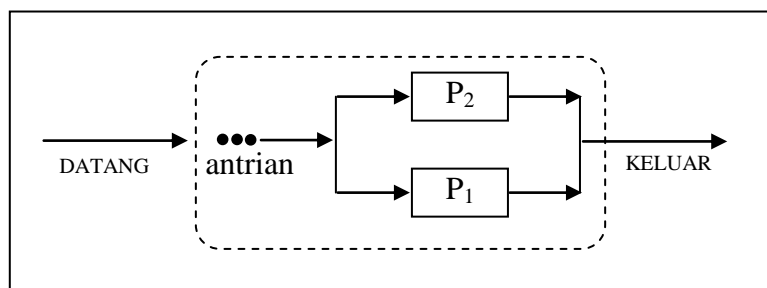 P₂
DATANG
antrian
KELUAR
P₁